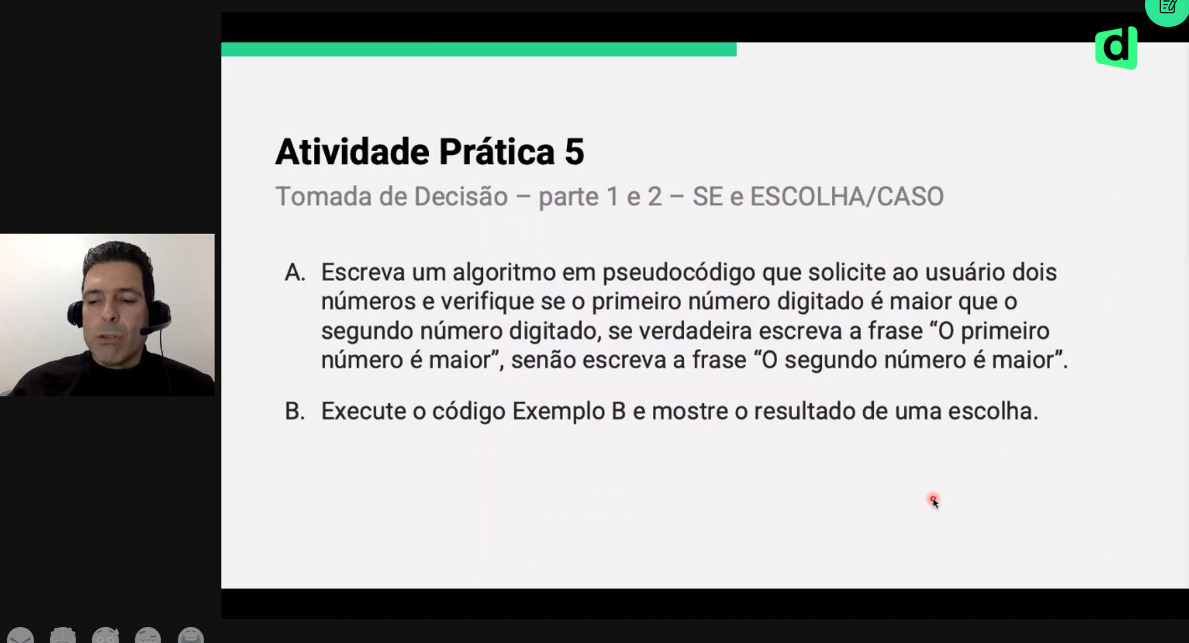 d
Atividade Prática 5
Tomada de Decisão – parte 1 e 2 – SE e ESCOLHA/CASO
A. Escreva um algoritmo em pseudocódigo que solicite ao usuário dois
números e verifique se o primeiro número digitado é maior que o
segundo número digitado, se verdadeira escreva a frase “O primeiro
número é maior”, senão escreva a frase “O segundo número é maior”.
B. Execute o código Exemplo B e mostre o resultado de uma escolha.